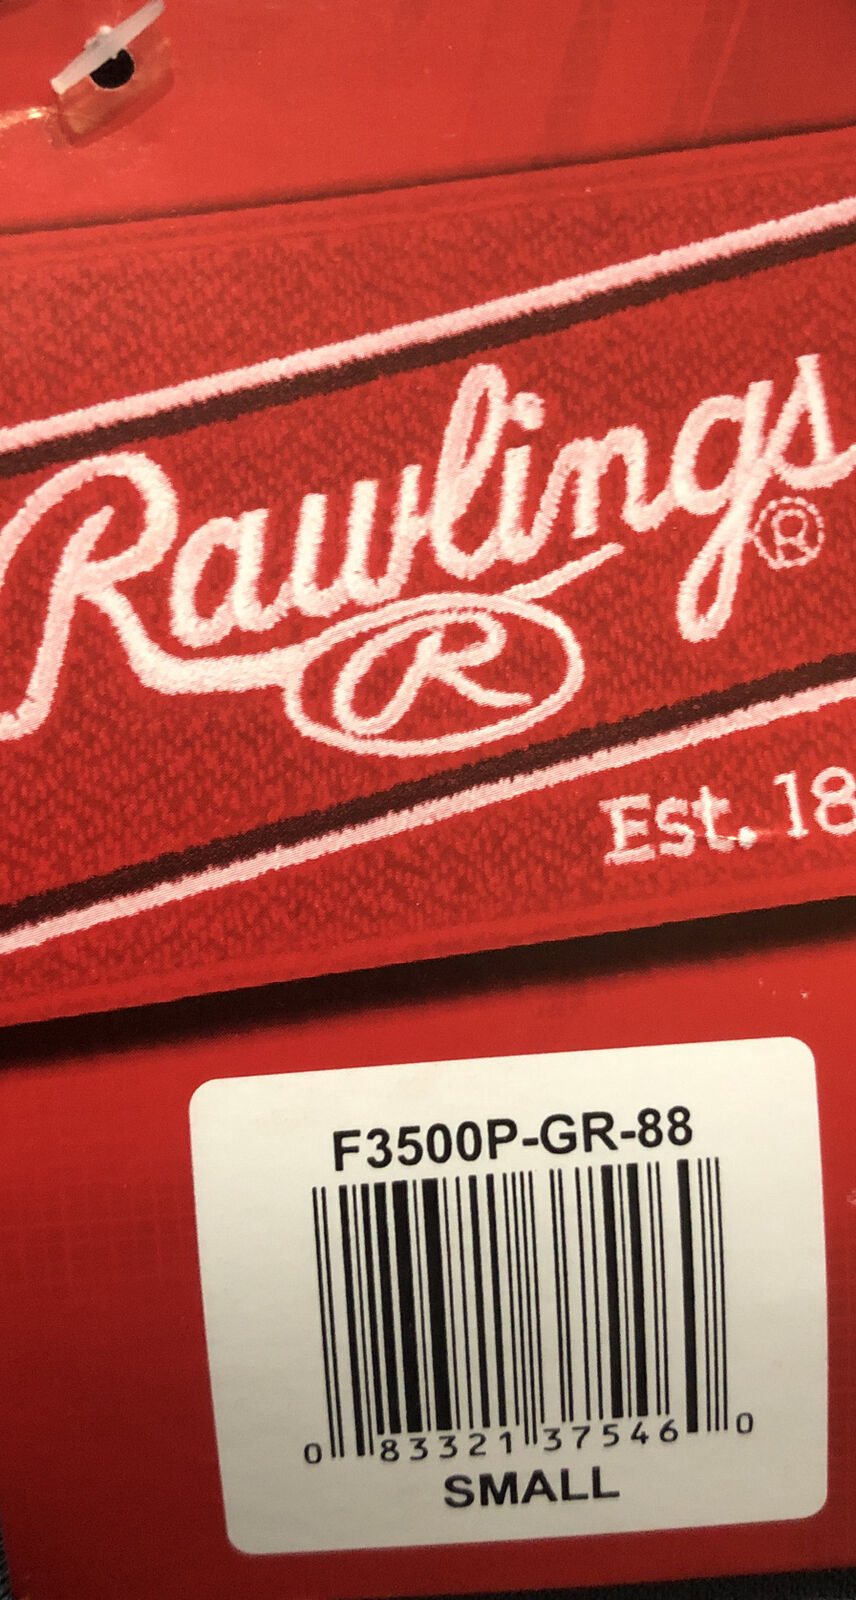 Rawlings®
R
Est. 18
F3500P-GR-88
0 83321 37546 0
SMALL